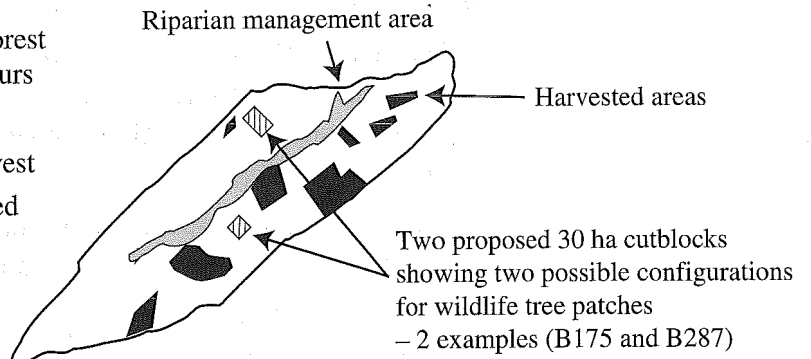 Riparian management area
Harvested areas
Two proposed 30 ha cutblocks
showing two possible configurations
for wildlife tree patches
– 2 examples (B175 and B287)